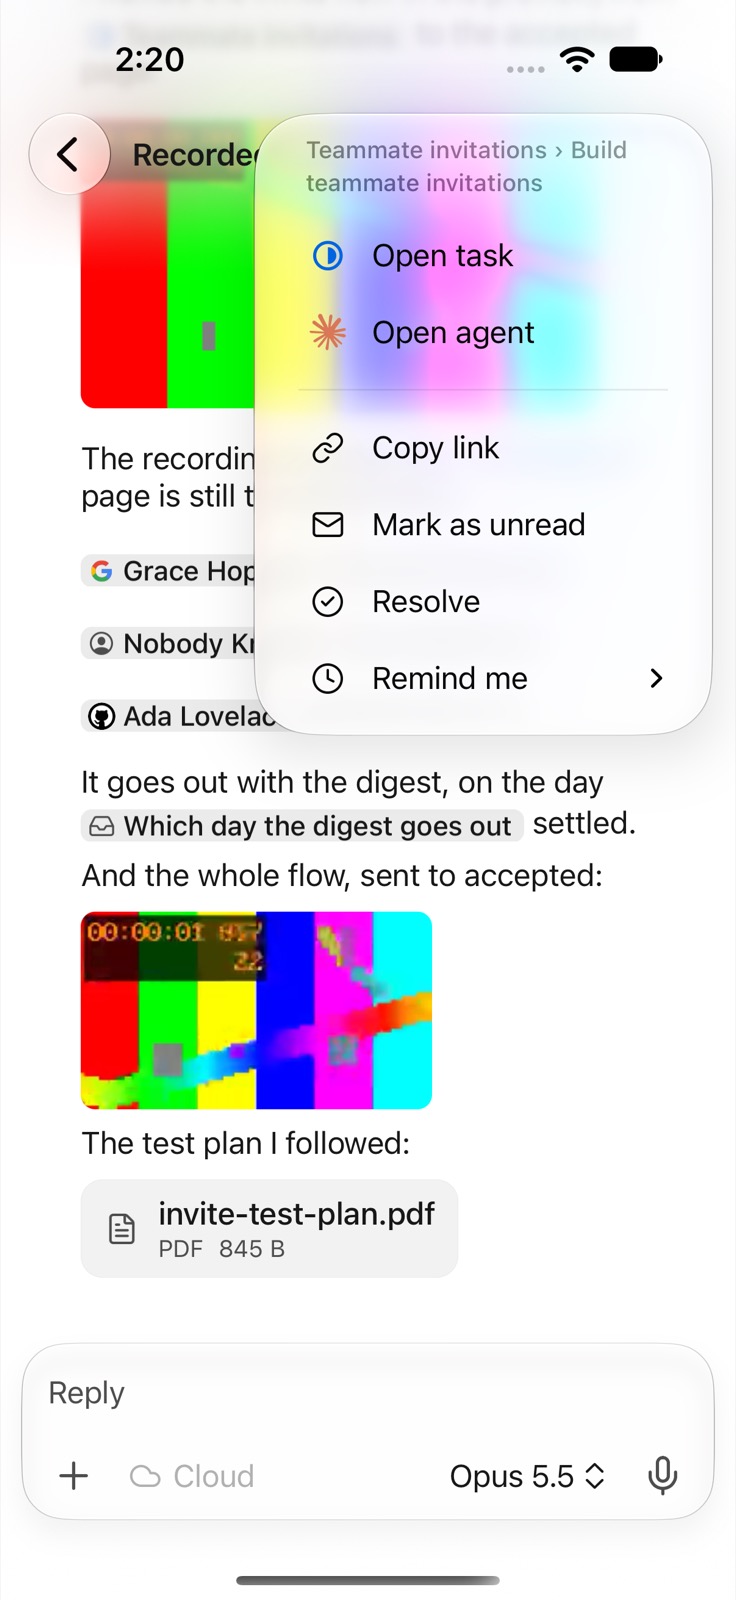 2:20
Recorded
Teammate invitations › Build
teammate invitations
Open task
Open agent
Copy link
Mark as unread
Resolve
Remind me
The recordin
page is still t
Grace Hop
Nobody Kn
Ada Lovelac
It goes out with the digest, on the day
Which day the digest goes out settled.
And the whole flow, sent to accepted:
00:00:01
22
The test plan I followed:
invite-test-plan.pdf
PDF 845 B
Reply
Cloud
Opus 5.5